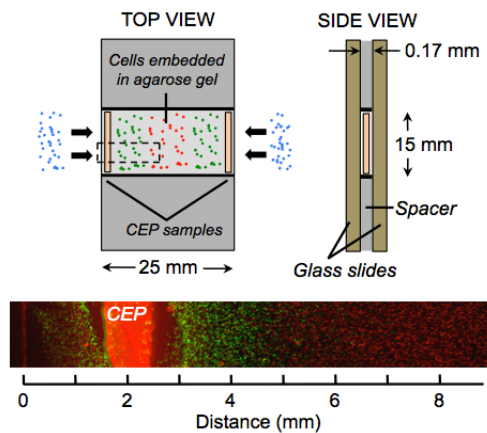 TOP VIEW
SIDE VIEW
Cells embedded
in agarose gel
0.17 mm
15 mm
CEP samples
Spacer
25 mm
Glass slides
CEP
0 2 4 6 8
Distance (mm)